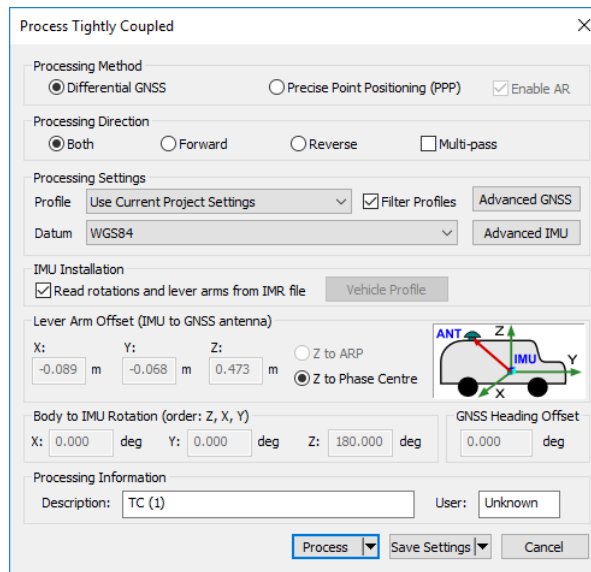 Process Tightly Coupled
Processing Method
Differential GNSS Precise Point Positioning (PPP) Enable AR
Processing Direction
Both Forward Reverse Multi-pass
Processing Settings
Profile Use Current Project Settings Filter Profiles Advanced GNSS
Datum WGS84 Advanced IMU
IMU Installation
Read rotations and lever arms from IMR file Vehicle Profile
Lever Arm Offset (IMU to GNSS antenna)
X: Y: Z: Z to ARP
-0.089 m -0.068 m 0.473 m Z to Phase Centre
ANT Z IMU Y X
Body to IMU Rotation (order: Z, X, Y) GNSS Heading Offset
X: 0.000 deg Y: 0.000 deg Z: 180.000 deg 0.000 deg
Processing Information
Description: TC (1) User: Unknown
Process Save Settings Cancel